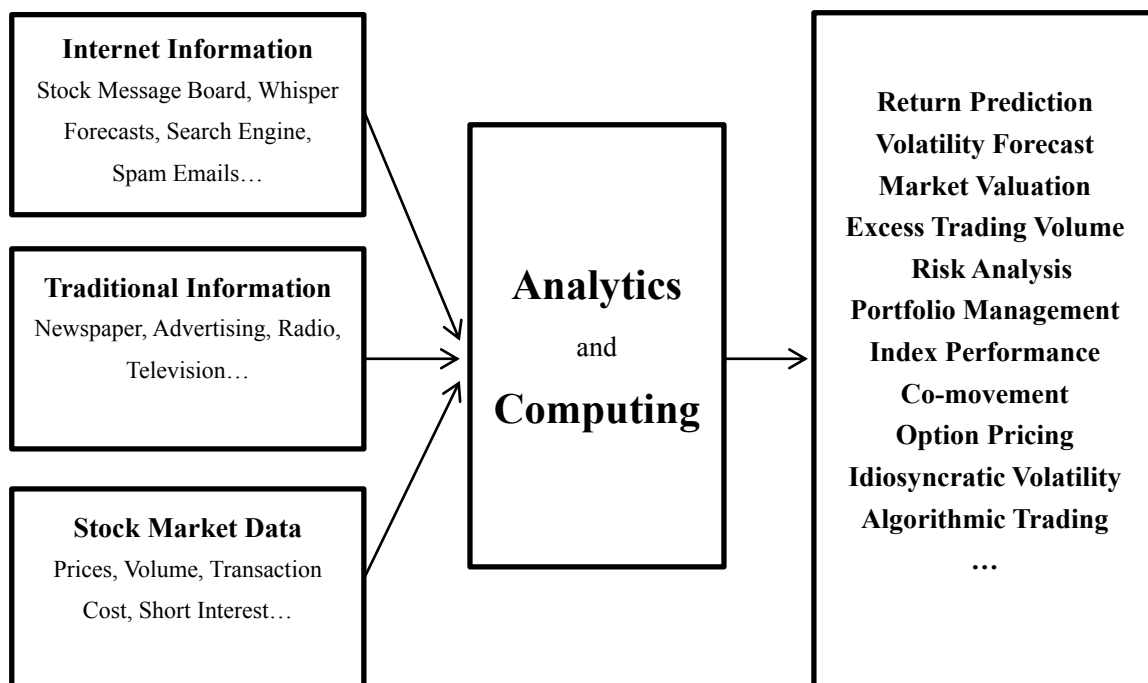 Internet Information
Stock Message Board, Whisper
Forecasts, Search Engine,
Spam Emails…
Traditional Information
Newspaper, Advertising, Radio,
Television…
Stock Market Data
Prices, Volume, Transaction
Cost, Short Interest…
Analytics
and
Computing
Return Prediction
Volatility Forecast
Market Valuation
Excess Trading Volume
Risk Analysis
Portfolio Management
Index Performance
Co-movement
Option Pricing
Idiosyncratic Volatility
Algorithmic Trading
…